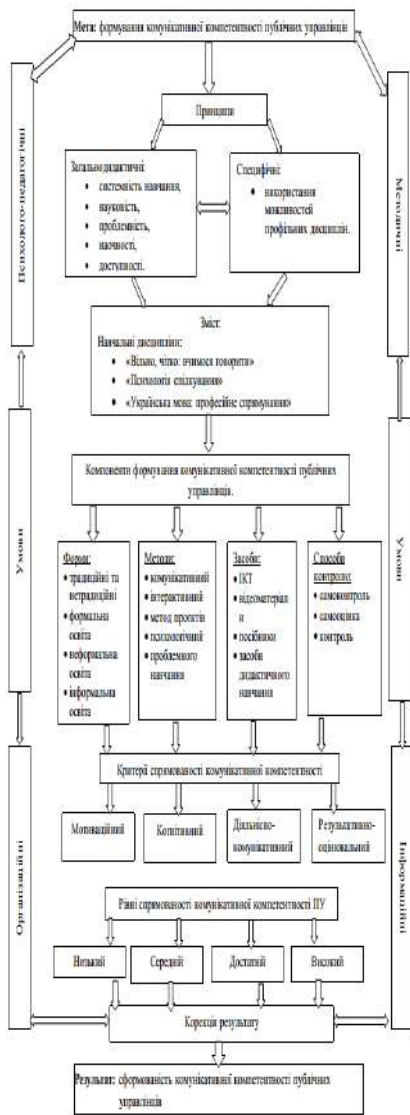 Мета: формування комунікативної компетентності публічних управлінців
Принципи
Загальнодидактичні:
• системність навчання,
• науковість,
• проблемність,
• наочності,
• доступності.
Специфічні:
• використання
можливостей
профільних дисциплін.
Зміст:
Навчальні дисципліни:
• «Вільно, чітко: вчимося говорити»
• «Психологія спілкування»
• «Українська мова: професійне спрямування»
Компоненти формування комунікативної компетентності публічних
управлінців.
Форми:
• традиційні та
нетрадиційні
• формальна
освіта
• неформальна
освіта
• інформальна
освіта
Методи:
• комунікативний
• інтерактивний
• метод проєктів
• психологічний
• проблемного
навчання
Засоби:
• ІКТ
• відеоматеріал
и
• посібники
• засоби
дидактичного
навчання
Способи
контролю:
• самоконтроль
• самооцінка
• контроль
Критерії спрямованості комунікативної компетентності
Мотиваційний
Когнітивний
Діяльнісно-
комунікативний
Результативно-
оцінювальний
Рівні спрямованості комунікативної компетентності ПУ
Низький
Середній
Достатній
Високий
Корекція результату
Результат: сформованість комунікативної компетентності публічних
управлінців
Психолого-педагогічні
Умови
Організаційні
Методичні
Умови
Інформаційні